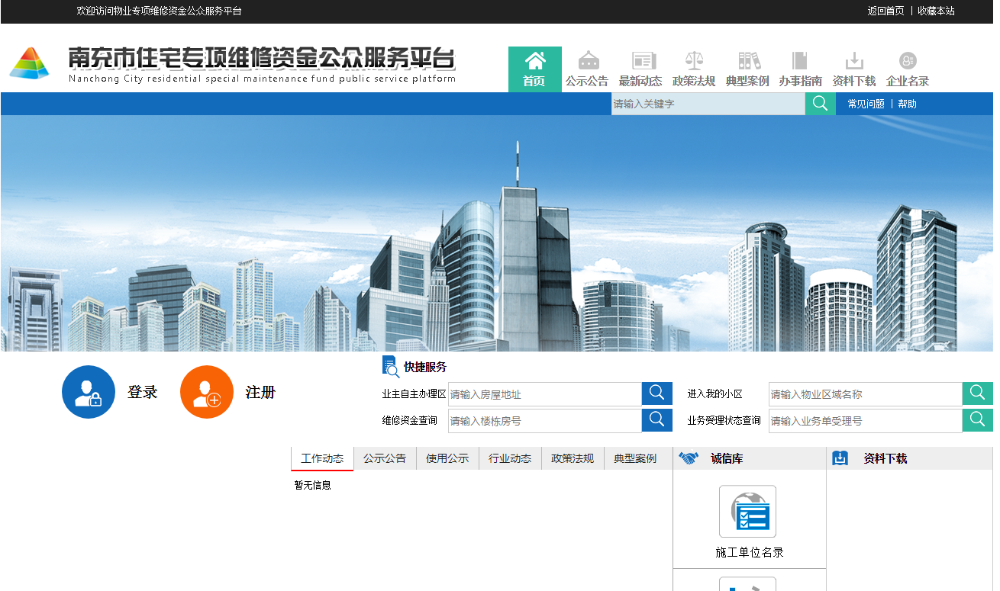 欢迎访问物业专项维修资金公众服务平台
返回首页 | 收藏本站
南充市住宅专项维修资金公众服务平台
Nanchong City residential special maintenance fund public service platform
首页 公示公告 最新动态 政策法规 典型案例 办事指南 资料下载 企业名录
请输入关键字
常见问题 | 帮助
登录
注册
快捷服务
业主自主办理区 请输入房屋地址
进入我的小区 请输入物业区域名称
维修资金查询 请输入楼栋房号
业务受理状态查询 请输入业务单受理号
工作动态 公示公告 使用公示 行业动态 政策法规 典型案例
诚信库
资料下载
暂无信息
施工单位名录